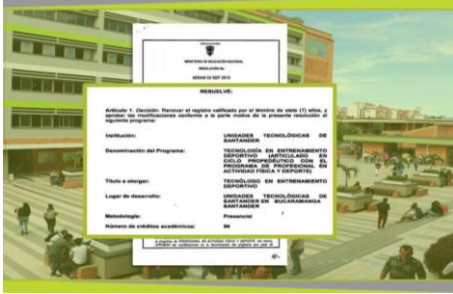 MINISTERIO DE EDUCACIÓN NACIONAL
RESOLUCIÓN No.
RESUELVE:
Artículo 1. Decisión. Renovar el registro calificado por el término de siete (7) años, y
aprobar las modificaciones conforme a la parte motiva de la presente resolución al
siguiente programa:
Institución: UNIDADES TECNOLÓGICAS DE
SANTANDER
Denominación del Programa: TECNOLOGÍA EN ENTRENAMIENTO
DEPORTIVO (ARTICULADO EN
CICLO PROPEDÉUTICO CON EL
PROGRAMA DE PROFESIONAL EN
ACTIVIDAD FÍSICA Y DEPORTE)
Título a otorgar: TECNÓLOGO EN ENTRENAMIENTO
DEPORTIVO
Lugar de desarrollo: UNIDADES TECNOLÓGICAS DE
SANTANDER EN BUCARAMANGA
SANTANDER
Metodología: Presencial
Número de créditos académicos: